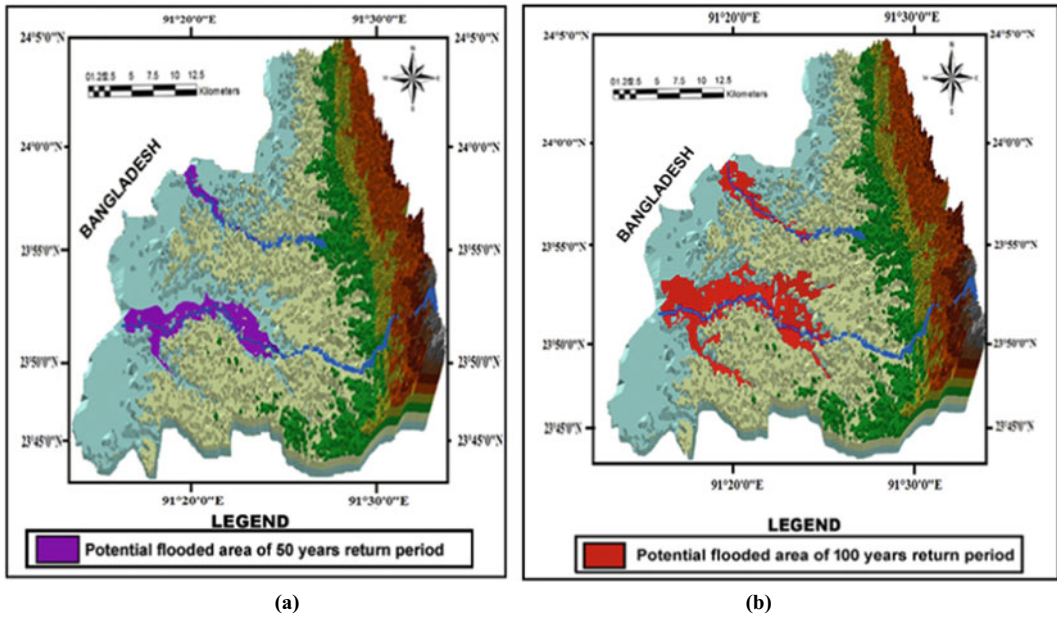 91°20'0"E 91°30'0"E
24°5'0"N 24°5'0"N
N
W E
S
Kilometers
24°0'0"N 24°0'0"N
BANGLADESH
23°55'0"N 23°55'0"N
23°50'0"N 23°50'0"N
23°45'0"N 23°45'0"N
91°20'0"E 91°30'0"E
LEGEND
Potential flooded area of 50 years return period
(a)
91°20'0"E 91°30'0"E
24°5'0"N 24°5'0"N
N
W E
S
Kilometers
24°0'0"N 24°0'0"N
BANGLADESH
23°55'0"N 23°55'0"N
23°50'0"N 23°50'0"N
23°45'0"N 23°45'0"N
91°20'0"E 91°30'0"E
LEGEND
Potential flooded area of 100 years return period
(b)